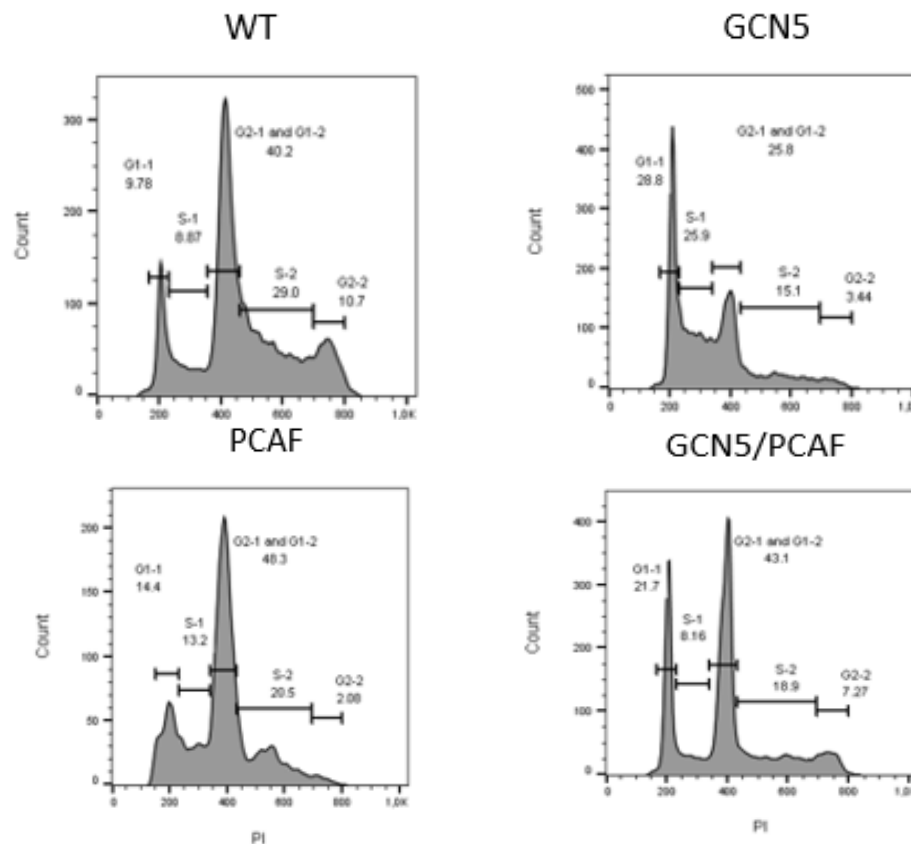 WT
GCN5
300
200
100
0
Count
G1-1
9.78
S-1
8.87
G2-1 and G1-2
40.2
S-2
29.0
G2-2
10.7
0 200 400 600 800 1,0K
500
400
300
200
100
0
Count
G1-1
28.8
S-1
25.9
G2-1 and G1-2
25.8
S-2
15.1
G2-2
3.44
0 200 400 600 800 1,0
PCAF
GCN5/PCAF
200
150
100
50
0
Count
G1-1
14.4
S-1
13.2
G2-1 and G1-2
48.3
S-2
20.5
G2-2
2.08
0 200 400 600 800 1,0K
PI
400
300
200
100
0
Count
G1-1
21.7
S-1
8.16
G2-1 and G1-2
43.1
S-2
18.9
G2-2
7.27
0 200 400 600 800 1,0
PI